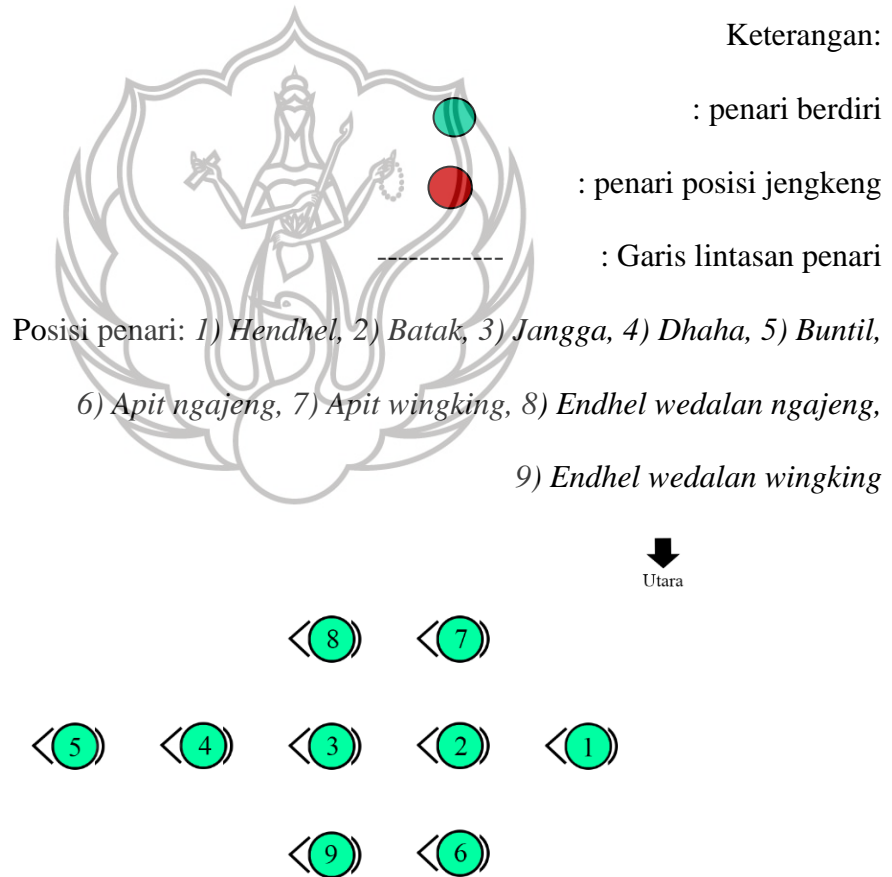 Keterangan:
: penari berdiri
: penari posisi jengkeng
------------ : Garis lintasan penari
Posisi penari: 1) Hendhel, 2) Batak, 3) Jangga, 4) Dhaha, 5) Buntil,
6) Apit ngajeng, 7) Apit wingking, 8) Endhel wedalan ngajeng,
9) Endhel wedalan wingking
Utara
8 7
5 4 3 2 1
9 6